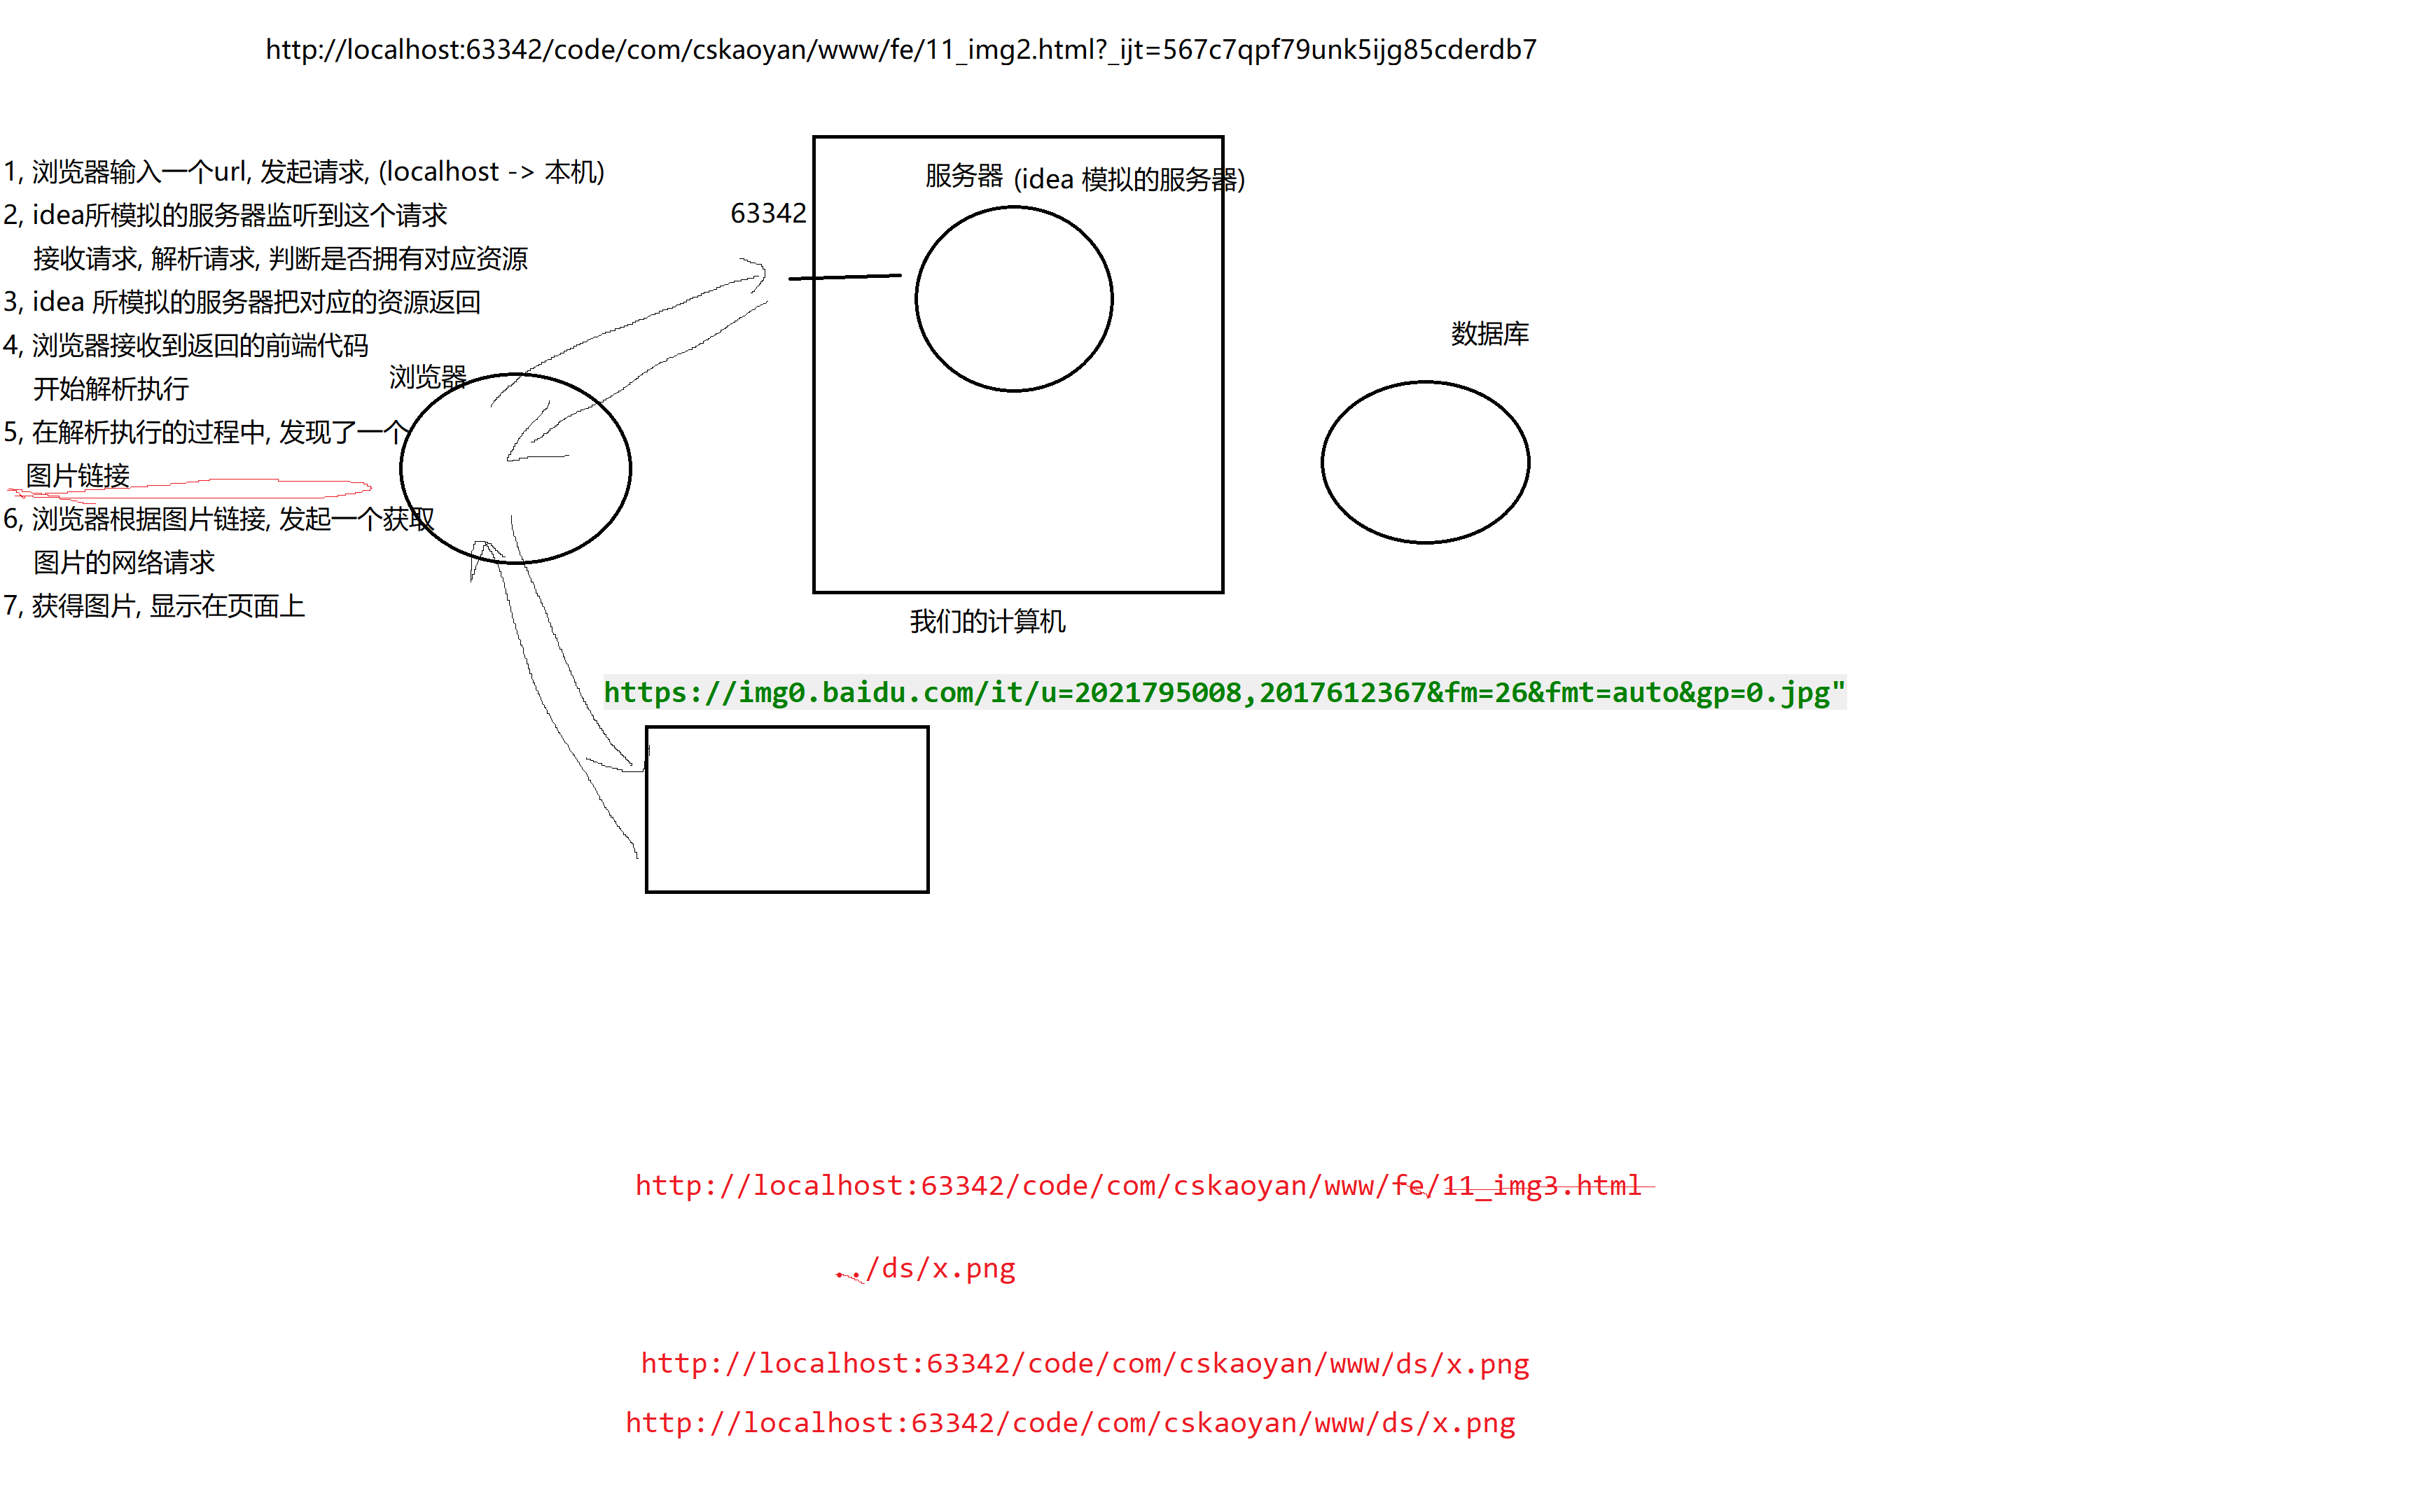 http://localhost:63342/code/com/cskaoyan/www/fe/11_img2.html?_ijt=567c7qpf79unk5ijg85cderdb7
1, 浏览器输入一个url, 发起请求, (localhost -> 本机)
2, idea所模拟的服务器监听到这个请求
接收请求, 解析请求, 判断是否拥有对应资源
3, idea 所模拟的服务器把对应的资源返回
4, 浏览器接收到返回的前端代码
开始解析执行
5, 在解析执行的过程中, 发现了一个
图片链接
6, 浏览器根据图片链接, 发起一个获取
图片的网络请求
7, 获得图片, 显示在页面上
浏览器
63342
服务器 (idea 模拟的服务器)
数据库
我们的计算机
https://img0.baidu.com/it/u=2021795008,2017612367&fm=26&fmt=auto&gp=0.jpg"
http://localhost:63342/code/com/cskaoyan/www/fe/11_img3.html
../ds/x.png
http://localhost:63342/code/com/cskaoyan/www/ds/x.png
http://localhost:63342/code/com/cskaoyan/www/ds/x.png